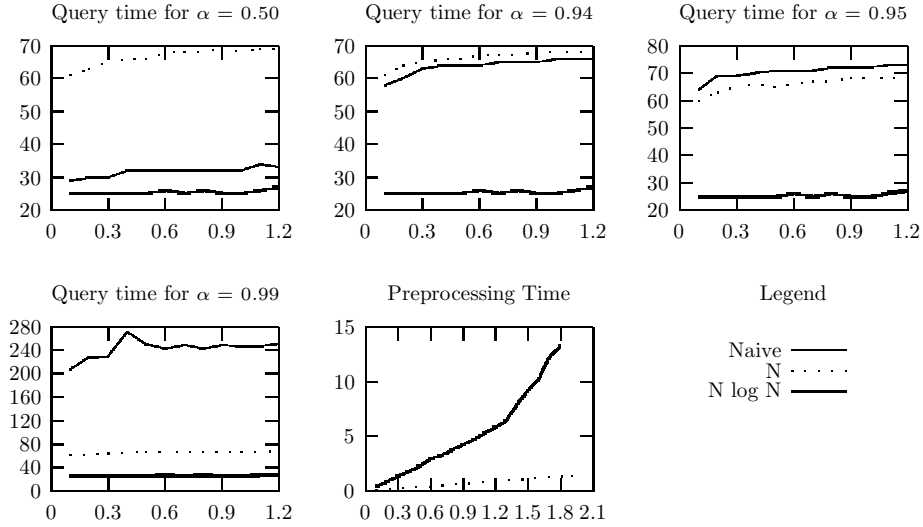 Query time for α = 0.50
70
60
50
40
30
20
0 0.3 0.6 0.9 1.2
Query time for α = 0.94
70
60
50
40
30
20
0 0.3 0.6 0.9 1.2
Query time for α = 0.95
80
70
60
50
40
30
20
0 0.3 0.6 0.9 1.2
Query time for α = 0.99
280
240
200
160
120
80
40
0
0 0.3 0.6 0.9 1.2
Preprocessing Time
15
10
5
0
0 0.3 0.6 0.9 1.2 1.5 1.8 2.1
Legend
Naive
N
N log N